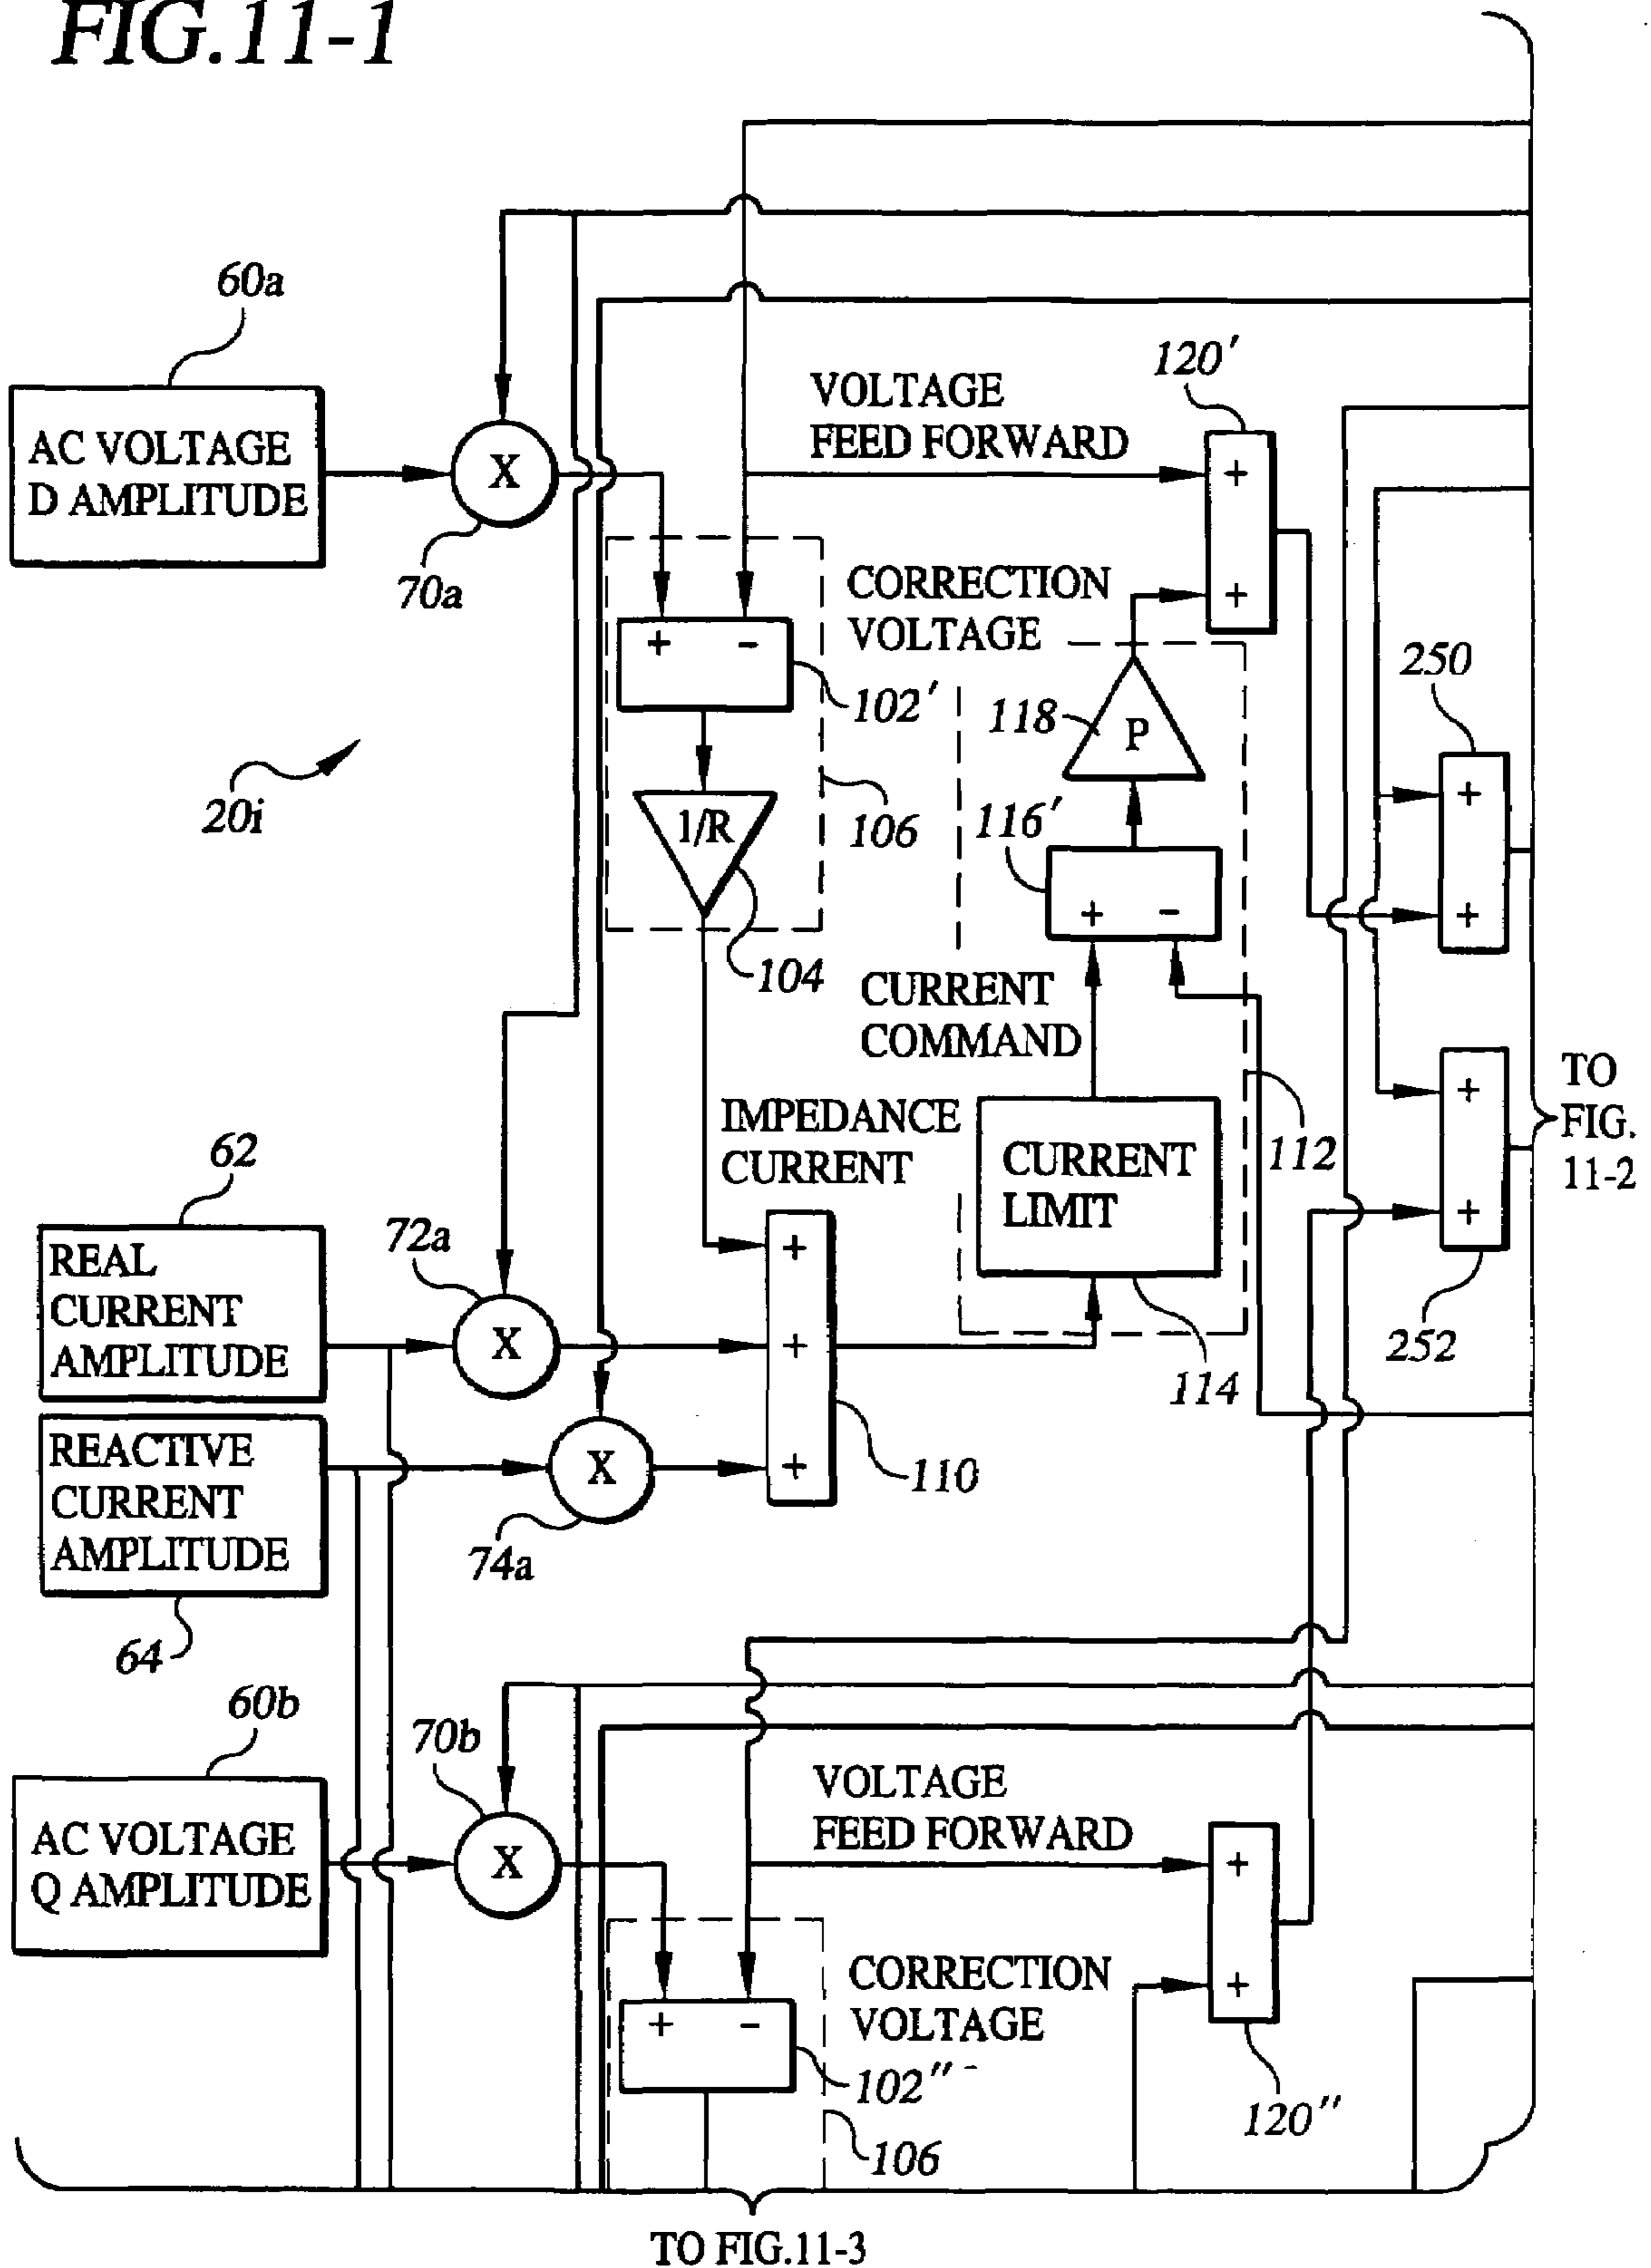 FIG.11-1
60a
120'
VOLTAGE
FEED FORWARD
AC VOLTAGE
D AMPLITUDE
X
+
70a
CORRECTION
VOLTAGE
+
+ -
250
102'
118
P
20i
1/R
106
116'
+
+ -
+
104
CURRENT
COMMAND
TO
FIG.
11-2
+
IMPEDANCE
CURRENT
CURRENT
LIMIT
112
62
72a
+
REAL
CURRENT
AMPLITUDE
+
X
+
252
114
REACTIVE
CURRENT
AMPLITUDE
X
+
110
74a
64
60b
70b
VOLTAGE
FEED FORWARD
AC VOLTAGE
Q AMPLITUDE
X
+
CORRECTION
VOLTAGE
+
+ -
102"
120"
106
TO FIG.11-3